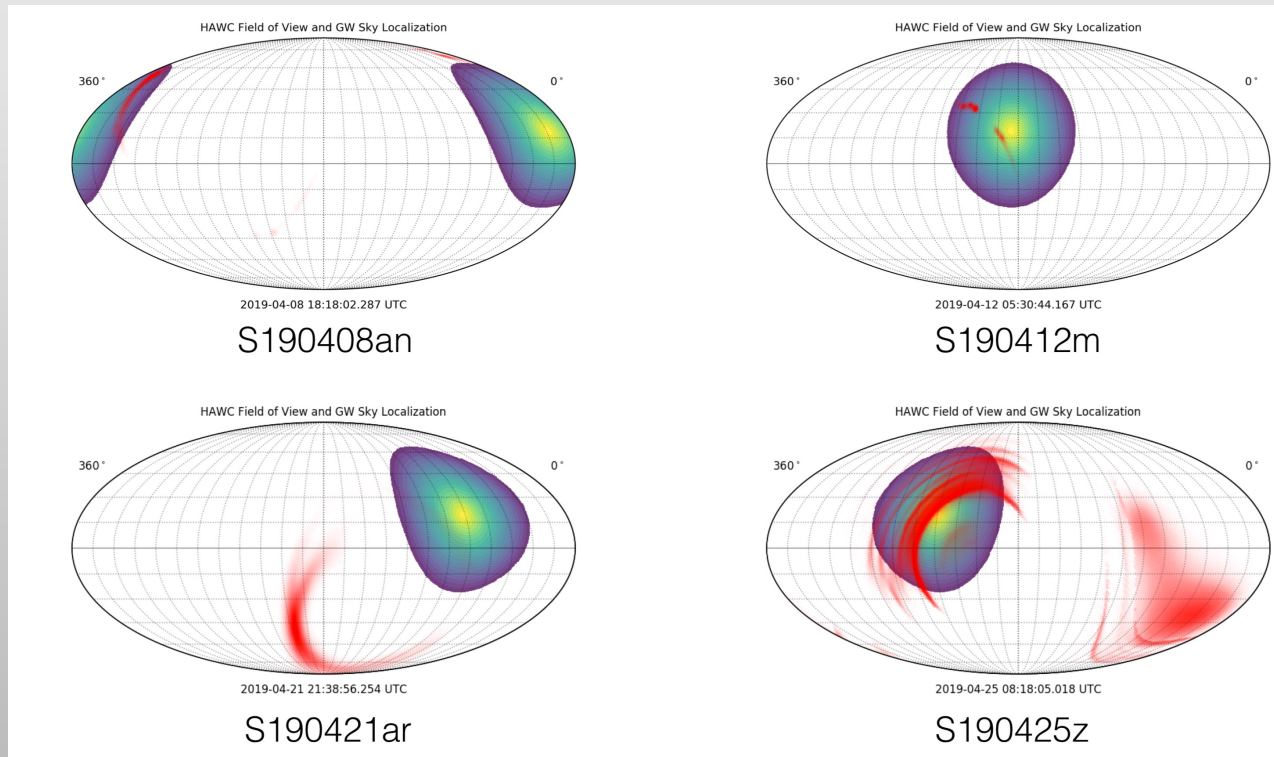 HAWC Field of View and GW Sky Localization
360°
0°
2019-04-08 18:18:02.287 UTC
S190408an
HAWC Field of View and GW Sky Localization
360°
0°
2019-04-12 05:30:44.167 UTC
S190412m
HAWC Field of View and GW Sky Localization
360°
0°
2019-04-21 21:38:56.254 UTC
S190421ar
HAWC Field of View and GW Sky Localization
360°
0°
2019-04-25 08:18:05.018 UTC
S190425z